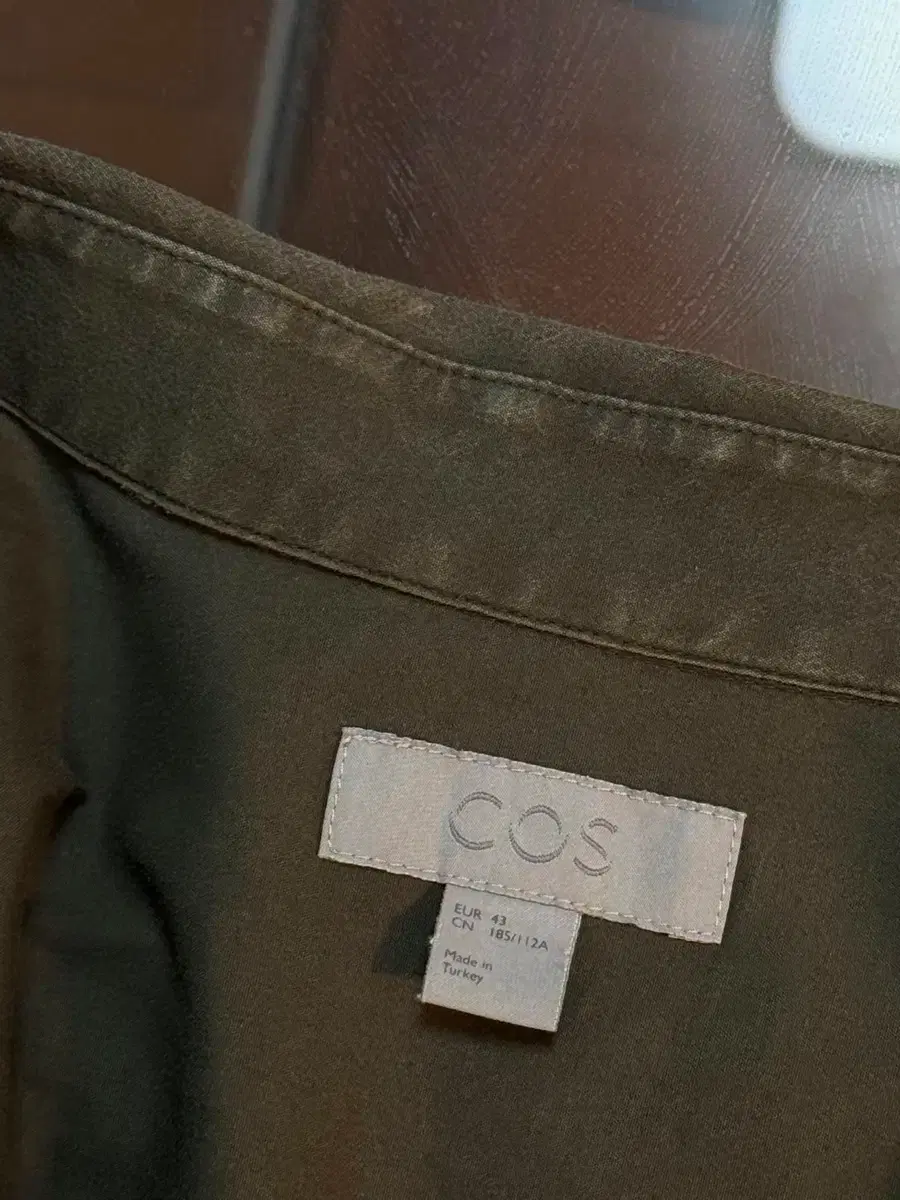 COS
EUR 43
CN 185/112A
Made in
Turkey